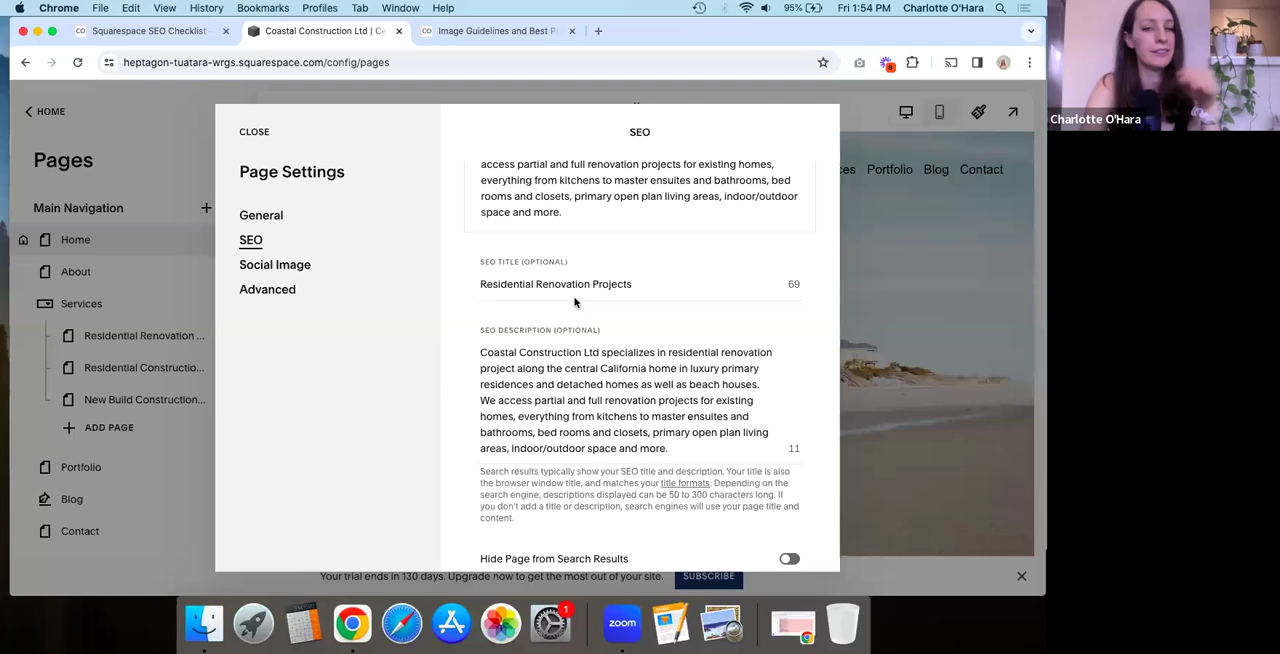 Chrome File Edit View History Bookmarks Profiles Tab Window Help 95% Fri 1:54 PM Charlotte O'Hara
Squarespace SEO Checklist
Coastal Construction Ltd | Ce
Image Guidelines and Best P
heptagon-tuatara-wrgs.squarespace.com/config/pages
8
Charlotte O'Hara
HOME
Pages
Main Navigation
Home
About
Services
Residential Renovation ...
Residential Constructio...
New Build Construction...
ADD PAGE
Portfolio
Blog
Contact
CLOSE
Page Settings
General
SEO
Social Image
Advanced
SEO
access partial and full renovation projects for existing homes,
everything from kitchens to master ensuites and bathrooms, bed
rooms and closets, primary open plan living areas, indoor/outdoor
space and more.
SEO TITLE (OPTIONAL)
Residential Renovation Projects 69
SEO DESCRIPTION (OPTIONAL)
Coastal Construction Ltd specializes in residential renovation
project along the central California home in luxury primary
residences and detached homes as well as beach houses.
We access partial and full renovation projects for existing
homes, everything from kitchens to master ensuites and
bathrooms, bed rooms and closets, primary open plan living
areas, indoor/outdoor space and more. 11
Search results typically show your SEO title and description. Your title is also
the browser window title, and matches your title formats. Depending on the
search engine, descriptions displayed can be 50 to 300 characters long. If
you don't add a title or description, search engines will use your page title and
content.
Hide Page from Search Results
ces Portfolio Blog Contact
Your trial ends in 130 days. Upgrade now to get the most out of your site. SUBSCRIBE
zoom
1